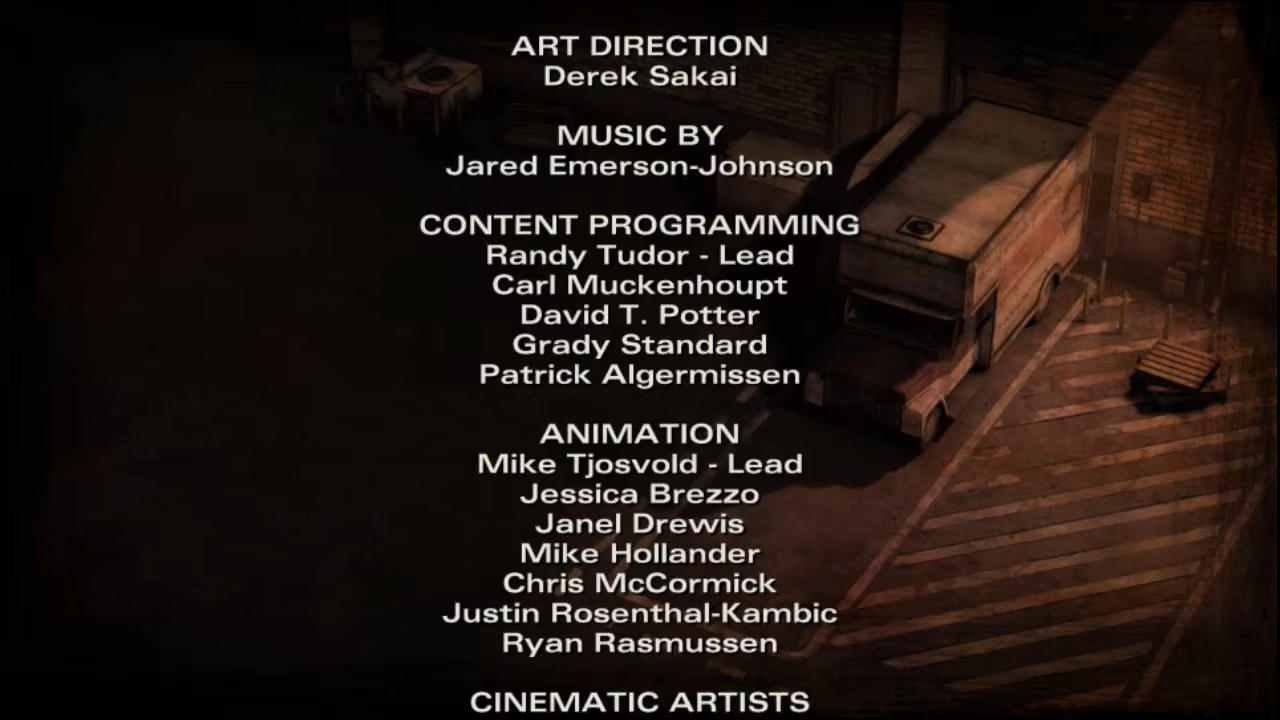 ART DIRECTION
Derek Sakai
MUSIC BY
Jared Emerson-Johnson
CONTENT PROGRAMMING
Randy Tudor - Lead
Carl Muckenhoupt
David T. Potter
Grady Standard
Patrick Algermissen
ANIMATION
Mike Tjosvold - Lead
Jessica Brezzo
Janel Drewis
Mike Hollander
Chris McCormick
Justin Rosenthal-Kambic
Ryan Rasmussen
CINEMATIC ARTISTS